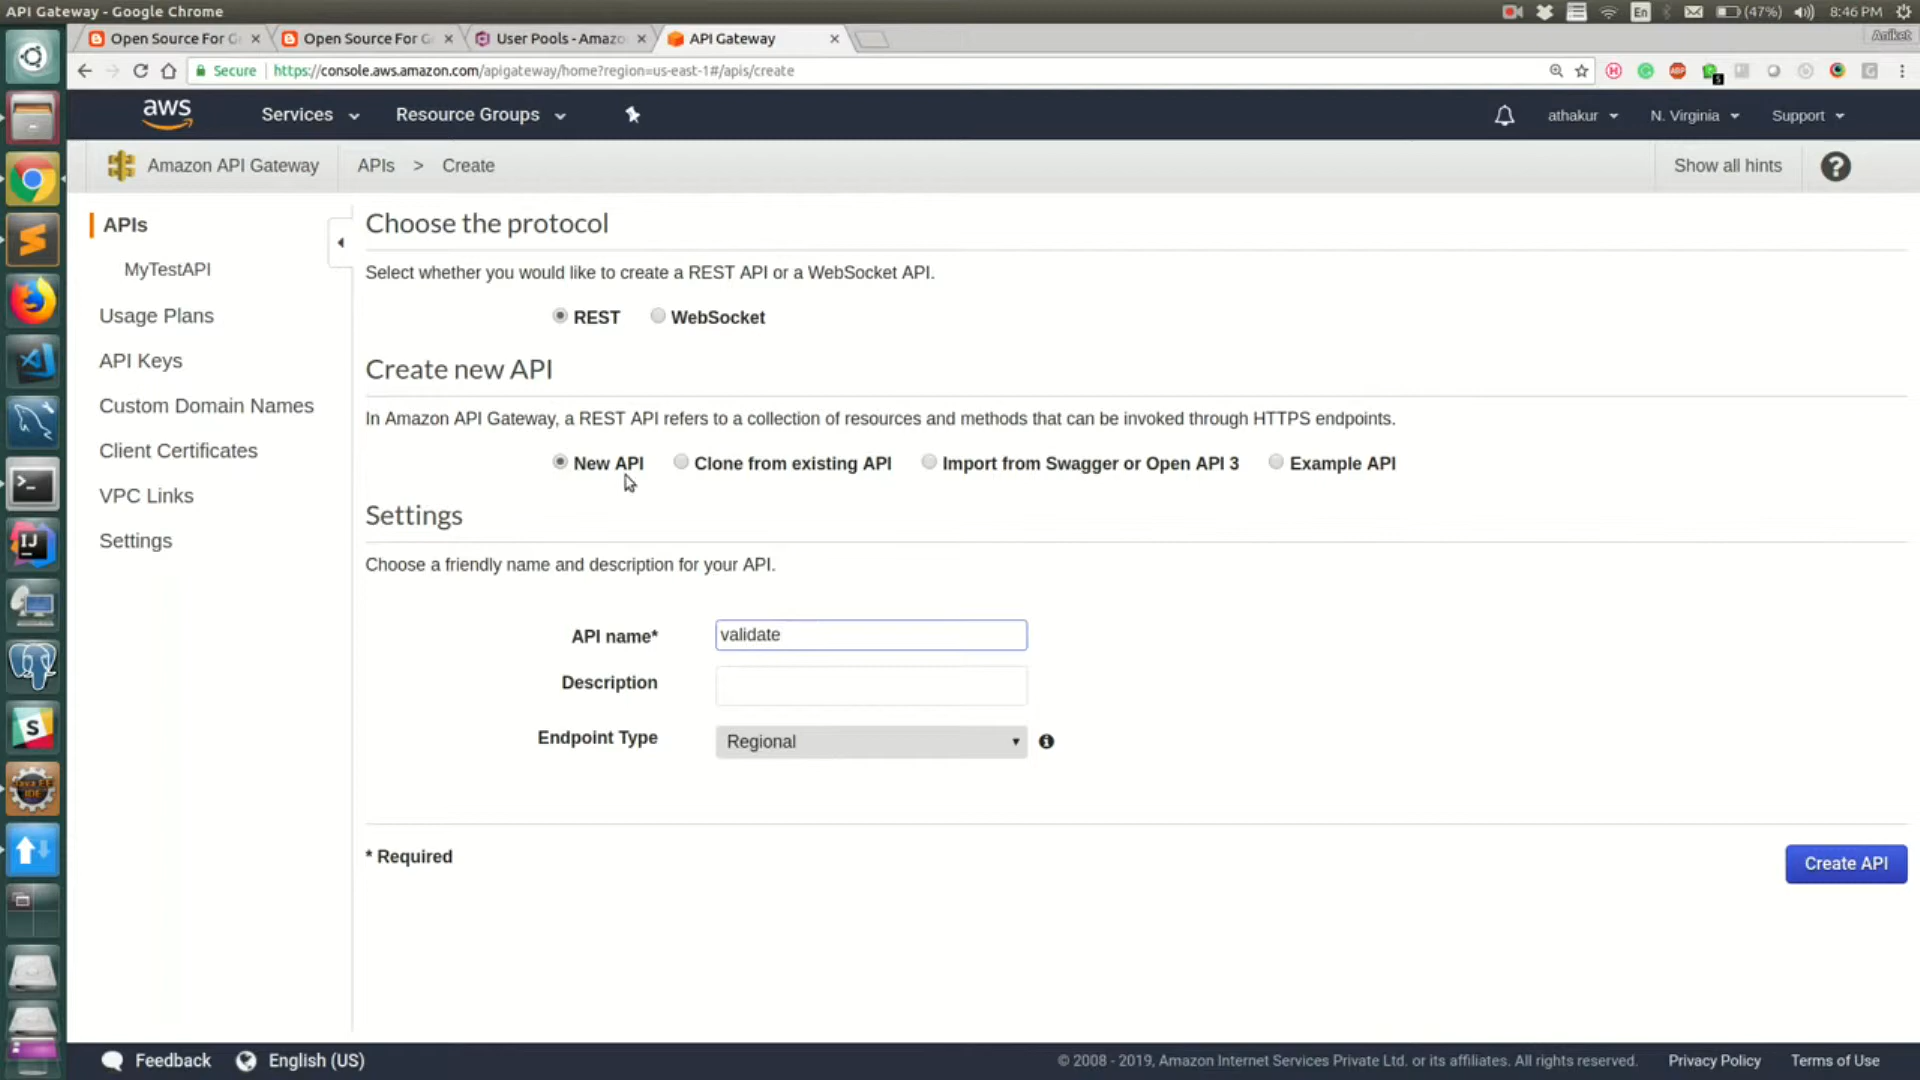 API Gateway - Google Chrome
En
(47%)
8:46 PM
Open Source For G
Open Source For G
User Pools - Amazo
API Gateway
Aniket
Secure
https://console.aws.amazon.com/apigateway/home?region=us-east-1#/apis/create
aws
Services
Resource Groups
athakur
N. Virginia
Support
Amazon API Gateway
APIs > Create
Show all hints
?
APIs
MyTestAPI
Usage Plans
API Keys
Custom Domain Names
Client Certificates
VPC Links
Settings
Choose the protocol
Select whether you would like to create a REST API or a WebSocket API.
REST
WebSocket
Create new API
In Amazon API Gateway, a REST API refers to a collection of resources and methods that can be invoked through HTTPS endpoints.
New API
Clone from existing API
Import from Swagger or Open API 3
Example API
Settings
Choose a friendly name and description for your API.
API name*
validate
Description
Endpoint Type
Regional
* Required
Create API
Feedback
English (US)
© 2008 - 2019, Amazon Internet Services Private Ltd. or its affiliates. All rights reserved.
Privacy Policy
Terms of Use